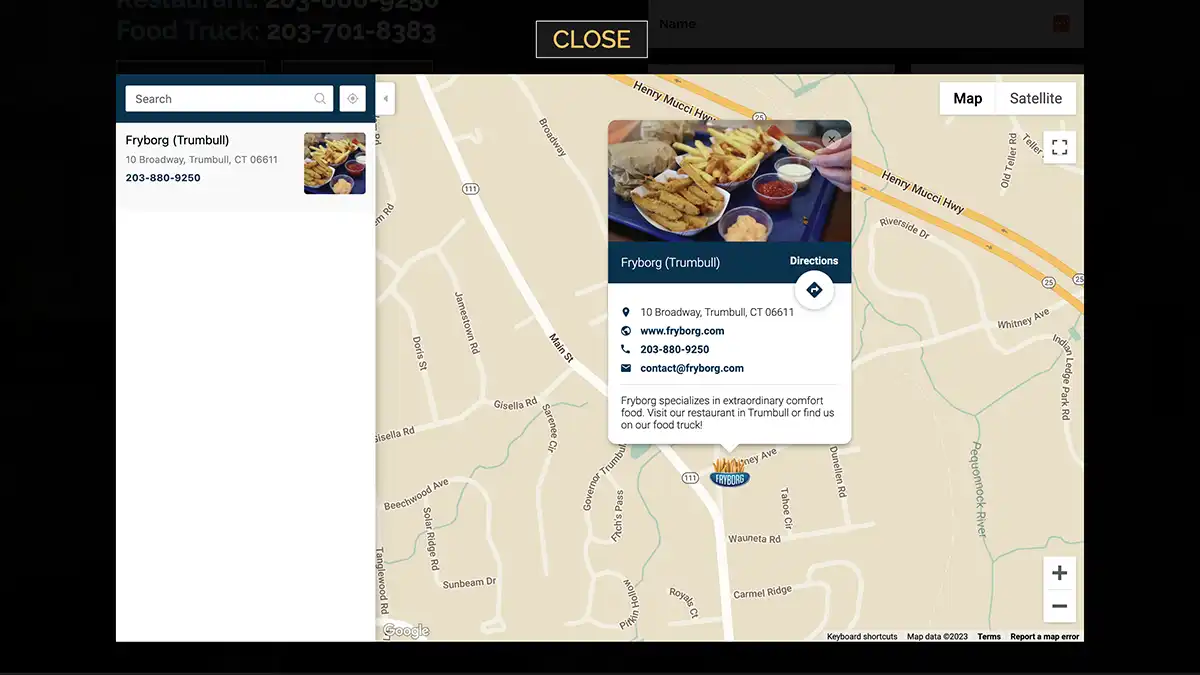 Restaurant: 203-880-9250
Food Truck: 203-701-8383
Name
CLOSE
Search
Fryborg (Trumbull)
10 Broadway, Trumbull, CT 06611
203-880-9250
Map
Satellite
Henry Mucci Hwy
25
Broadway
111
Old Teller Rd
Teller
Henry Mucci Hwy
Riverside Dr
25
25
Fryborg (Trumbull)
Directions
10 Broadway, Trumbull, CT 06611
www.fryborg.com
203-880-9250
contact@fryborg.com
Fryborg specializes in extraordinary comfort
food. Visit our restaurant in Trumbull or find us
on our food truck!
Jamestown Rd
Doris St
Main St
Whitney Ave
Indian Ledge Park Rd
Gisella Rd
Sarenee Cir
Gisella Rd
Governor Trumbull
111
FRYBORG
ney Ave
Dunellen Rd
Pequonnock River
Beechwood Ave
Solar Ridge Rd
Fitch's Pass
Tahoe Cir
Wauneta Rd
Tanglewood Rd
Sunbeam Dr
Pitkin Hollow
Royals Ct
Carmel Ridge
Google
Keyboard shortcuts
Map data ©2023
Terms
Report a map error